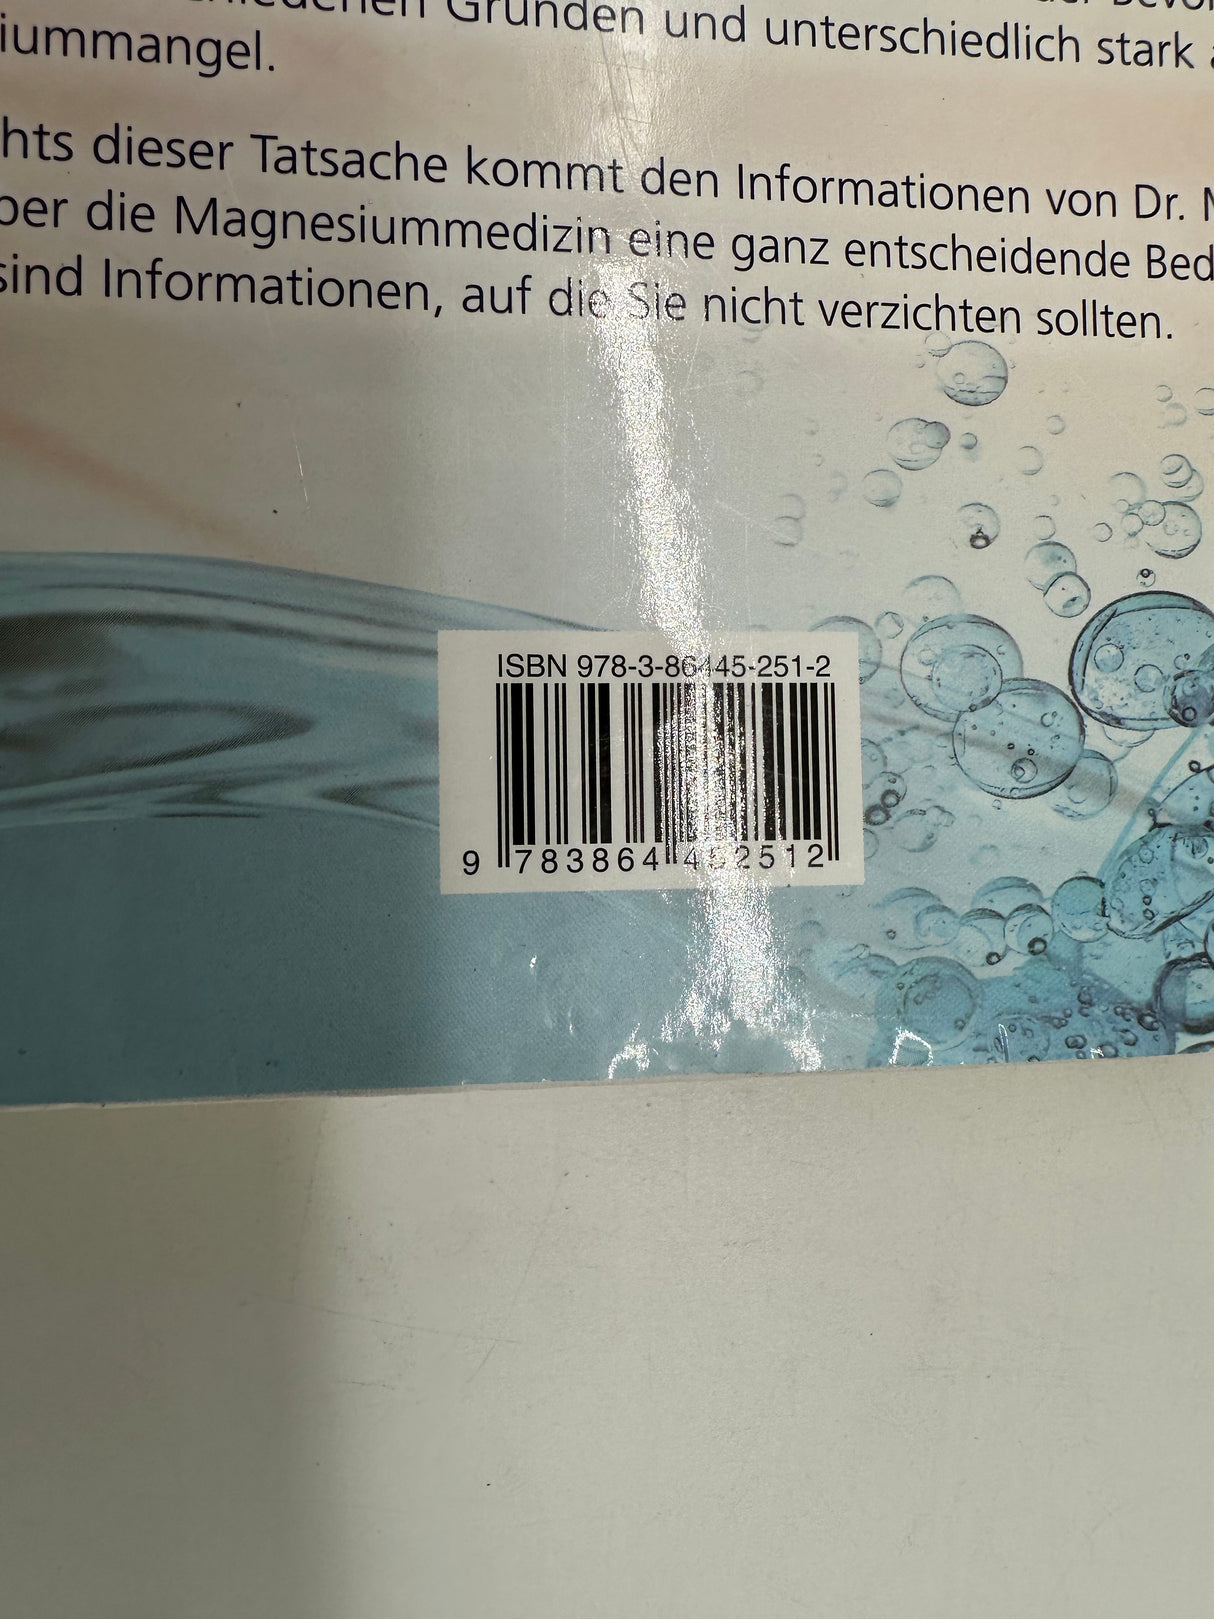 Gründen und unterschiedlich stark
iummangel.
hts dieser Tatsache kommt den Informationen von Dr.
ber die Magnesiummedizin eine ganz entscheidende Bed
sind Informationen, auf die Sie nicht verzichten sollten.
ISBN 978-3-86445-251-2
9 783864 452512